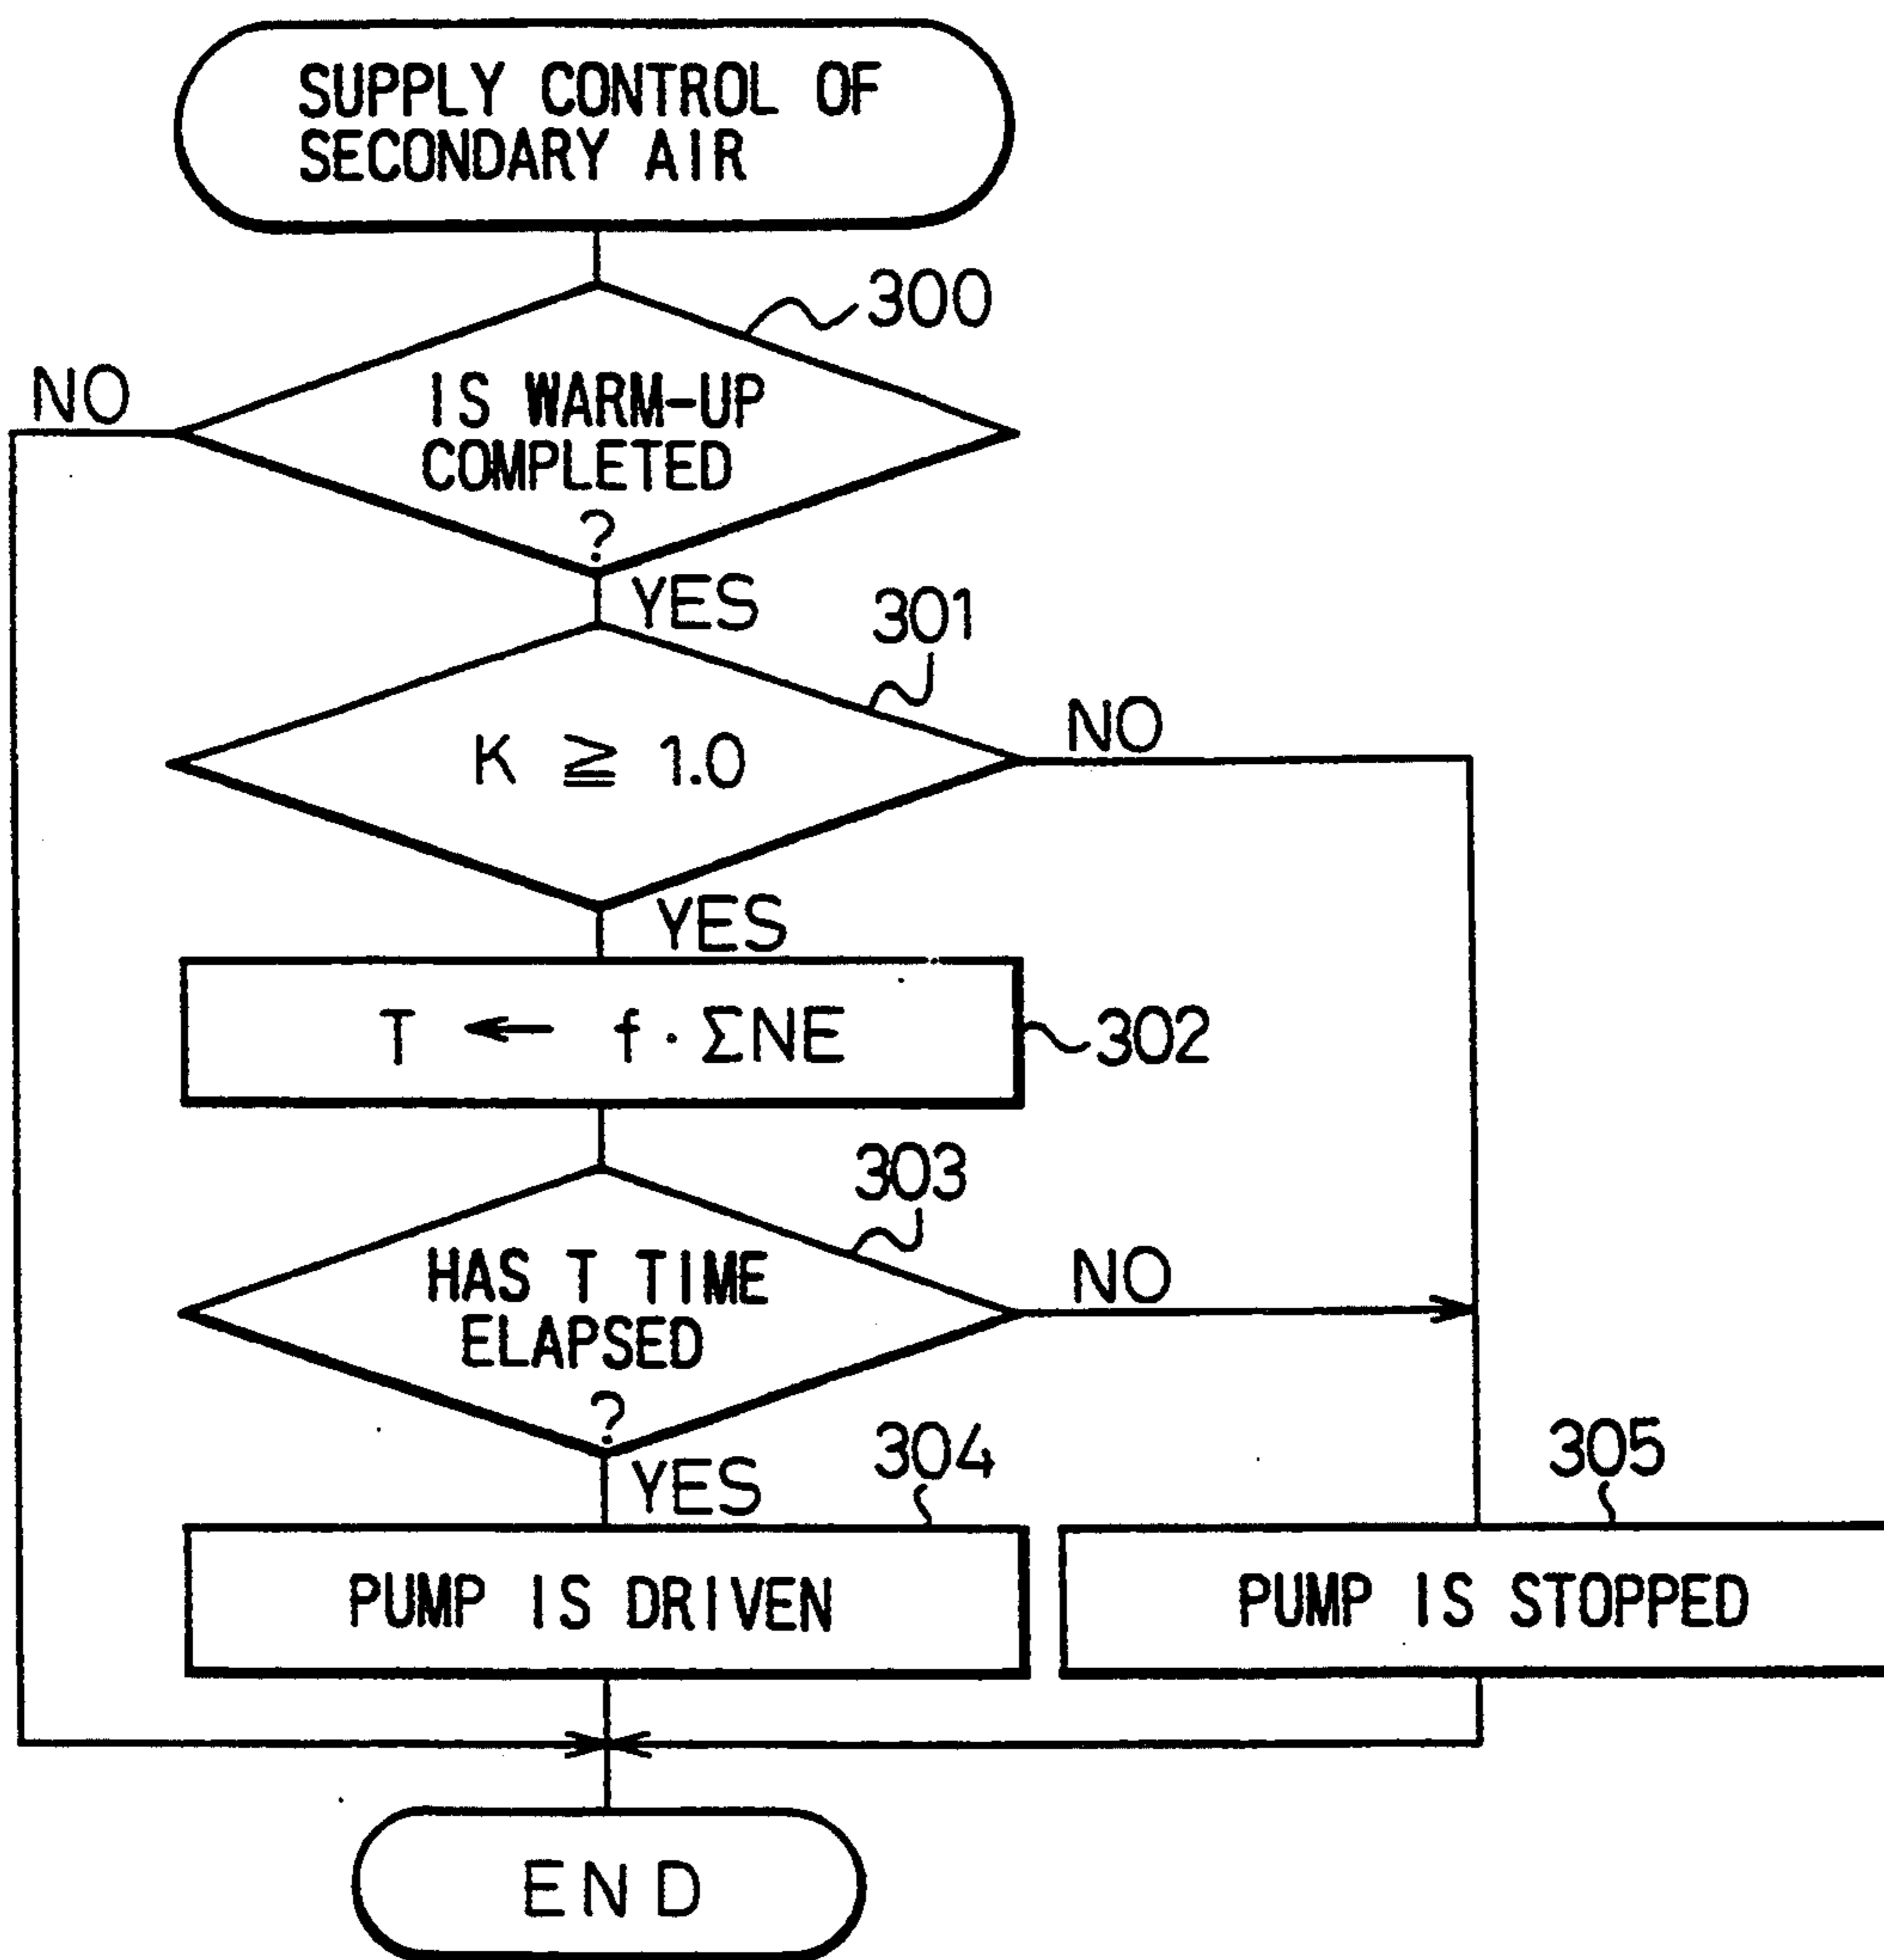 SUPPLY CONTROL OF
SECONDARY AIR
300
NO
IS WARM-UP
COMPLETED
?
YES
301
K ≧ 1.0
NO
YES
T ← f·ΣNE
302
303
HAS T TIME
ELAPSED
?
NO
YES
304
305
PUMP IS DRIVEN
PUMP IS STOPPED
END